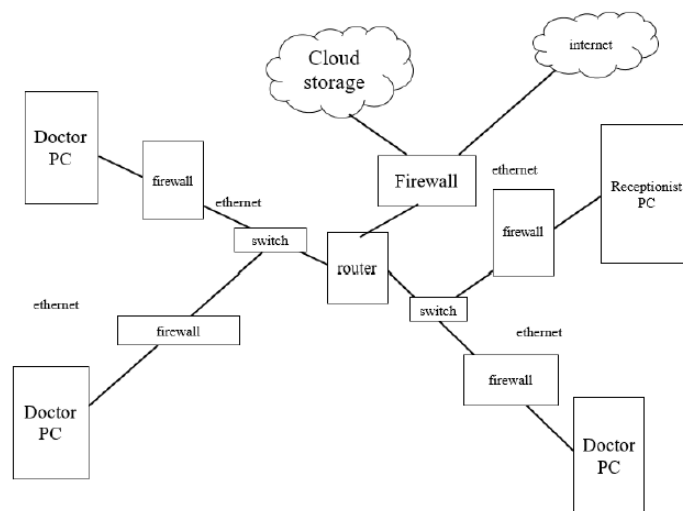 Cloud
storage
internet
Doctor
PC
firewall
ethernet
Firewall
ethernet
Receptionist
PC
firewall
switch
router
ethernet
firewall
switch
ethernet
firewall
Doctor
PC
Doctor
PC